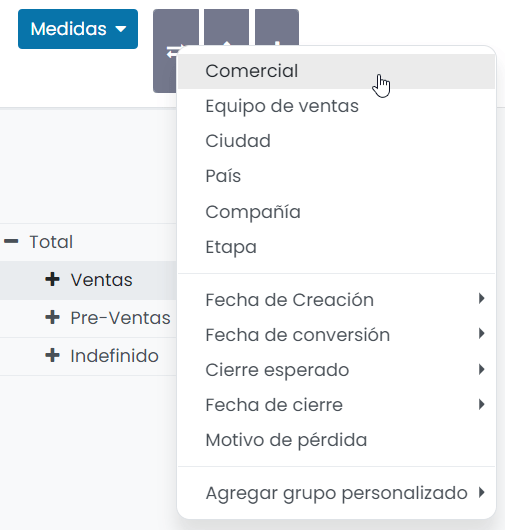 Medidas
Comercial
Equipo de ventas
Ciudad
País
Compañía
Etapa
Fecha de Creación
Fecha de conversión
Cierre esperado
Fecha de cierre
Motivo de pérdida
Agregar grupo personalizado
Total
Ventas
Pre-Ventas
Indefinido